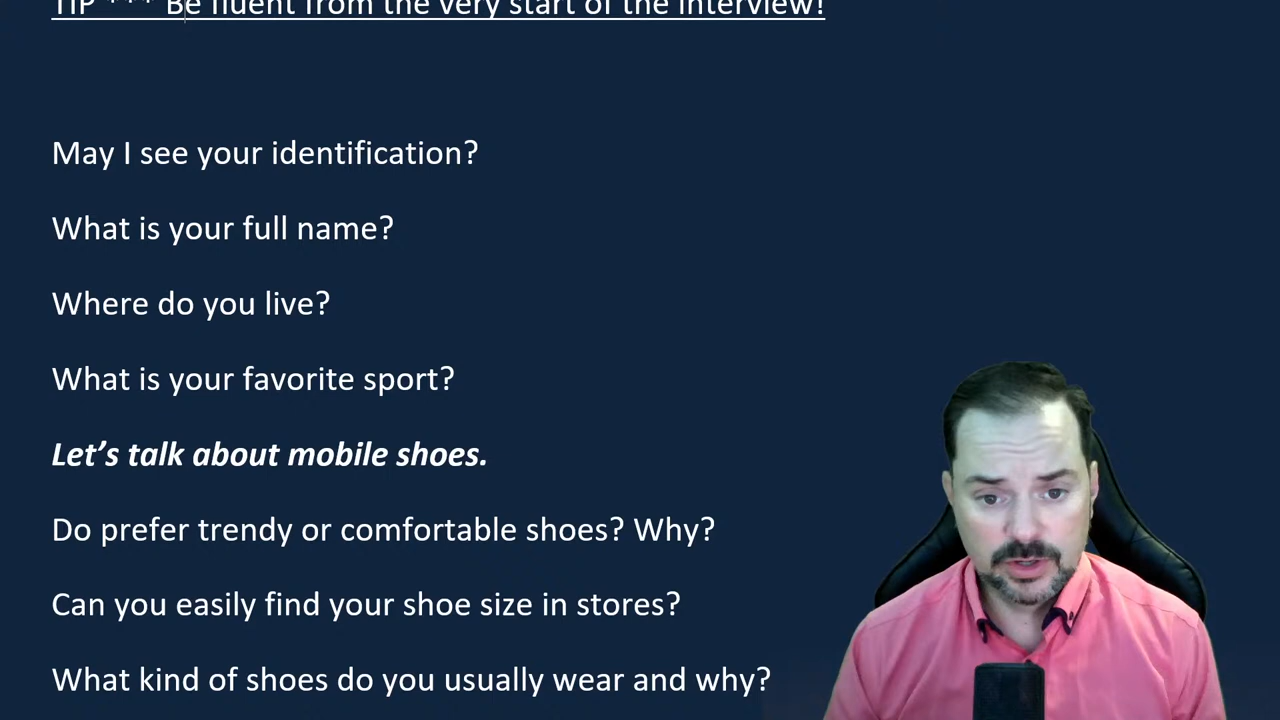 TIP *** Be fluent from the very start of the interview!
May I see your identification?
What is your full name?
Where do you live?
What is your favorite sport?
Let’s talk about mobile shoes.
Do prefer trendy or comfortable shoes? Why?
Can you easily find your shoe size in stores?
What kind of shoes do you usually wear and why?